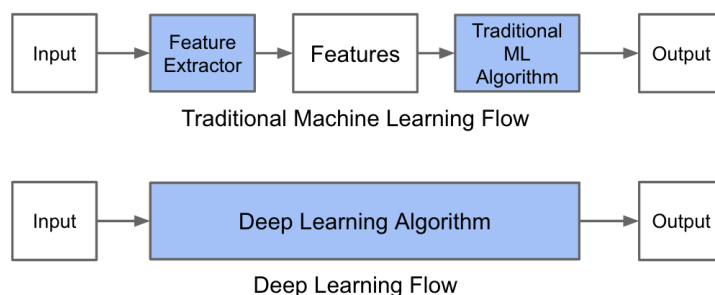 Input
Feature
Extractor
Features
Traditional
ML
Algorithm
Output
Traditional Machine Learning Flow
Input
Deep Learning Algorithm
Output
Deep Learning Flow